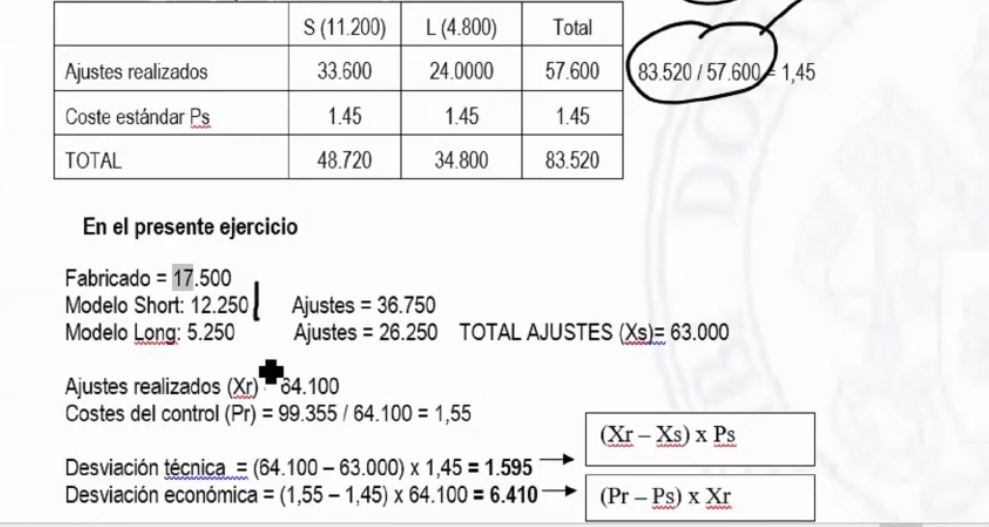 S (11.200) L (4.800) Total
Ajustes realizados 33.600 24.0000 57.600 83.520 / 57.600 = 1,45
Coste estándar Ps 1.45 1.45 1.45
TOTAL 48.720 34.800 83.520
En el presente ejercicio
Fabricado = 17.500
Modelo Short: 12.250 Ajustes = 36.750
Modelo Long: 5.250 Ajustes = 26.250 TOTAL AJUSTES (Xs)= 63.000
Ajustes realizados (Xr) 64.100
Costes del control (Pr) = 99.355 / 64.100 = 1,55
(Xr – Xs) x Ps
Desviación técnica = (64.100 – 63.000) x 1,45 = 1.595
Desviación económica = (1,55 – 1,45) x 64.100 = 6.410
(Pr – Ps) x Xr